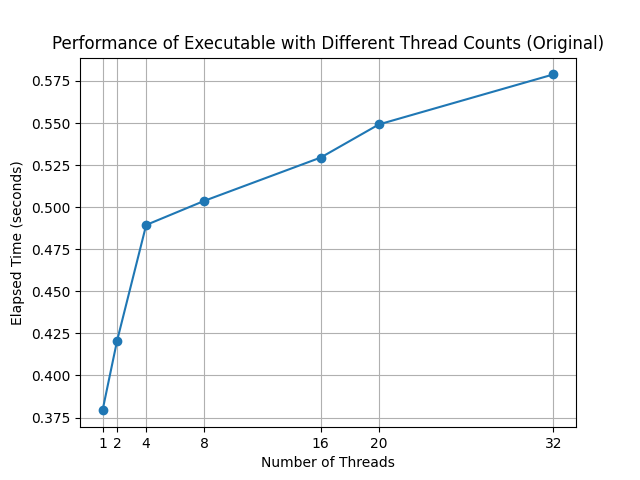 Performance of Executable with Different Thread Counts (Original)
Elapsed Time (seconds)
0.575
0.550
0.525
0.500
0.475
0.450
0.425
0.400
0.375
1 2 4 8 16 20 32
Number of Threads